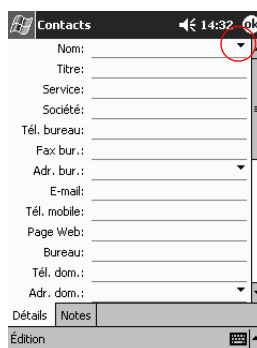 Contacts 14:32 ok
Nom:
Titre:
Service:
Société:
Tél. bureau:
Fax bur.:
Adr. bur.:
E-mail:
Tél. mobile:
Page Web:
Bureau:
Tél. dom.:
Adr. dom.:
Détails Notes
Édition